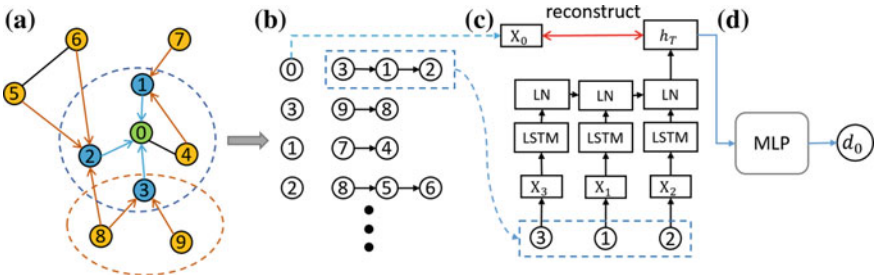 (a) (b) (c) (d)
reconstruct
6 7
5
1
0
2 4
3
8 9
0 3 1 2
3 9 8
1 7 4
2 8 5 6
X₀ h_T
LN LN LN
LSTM LSTM LSTM
X₃ X₁ X₂
3 1 2
MLP d₀